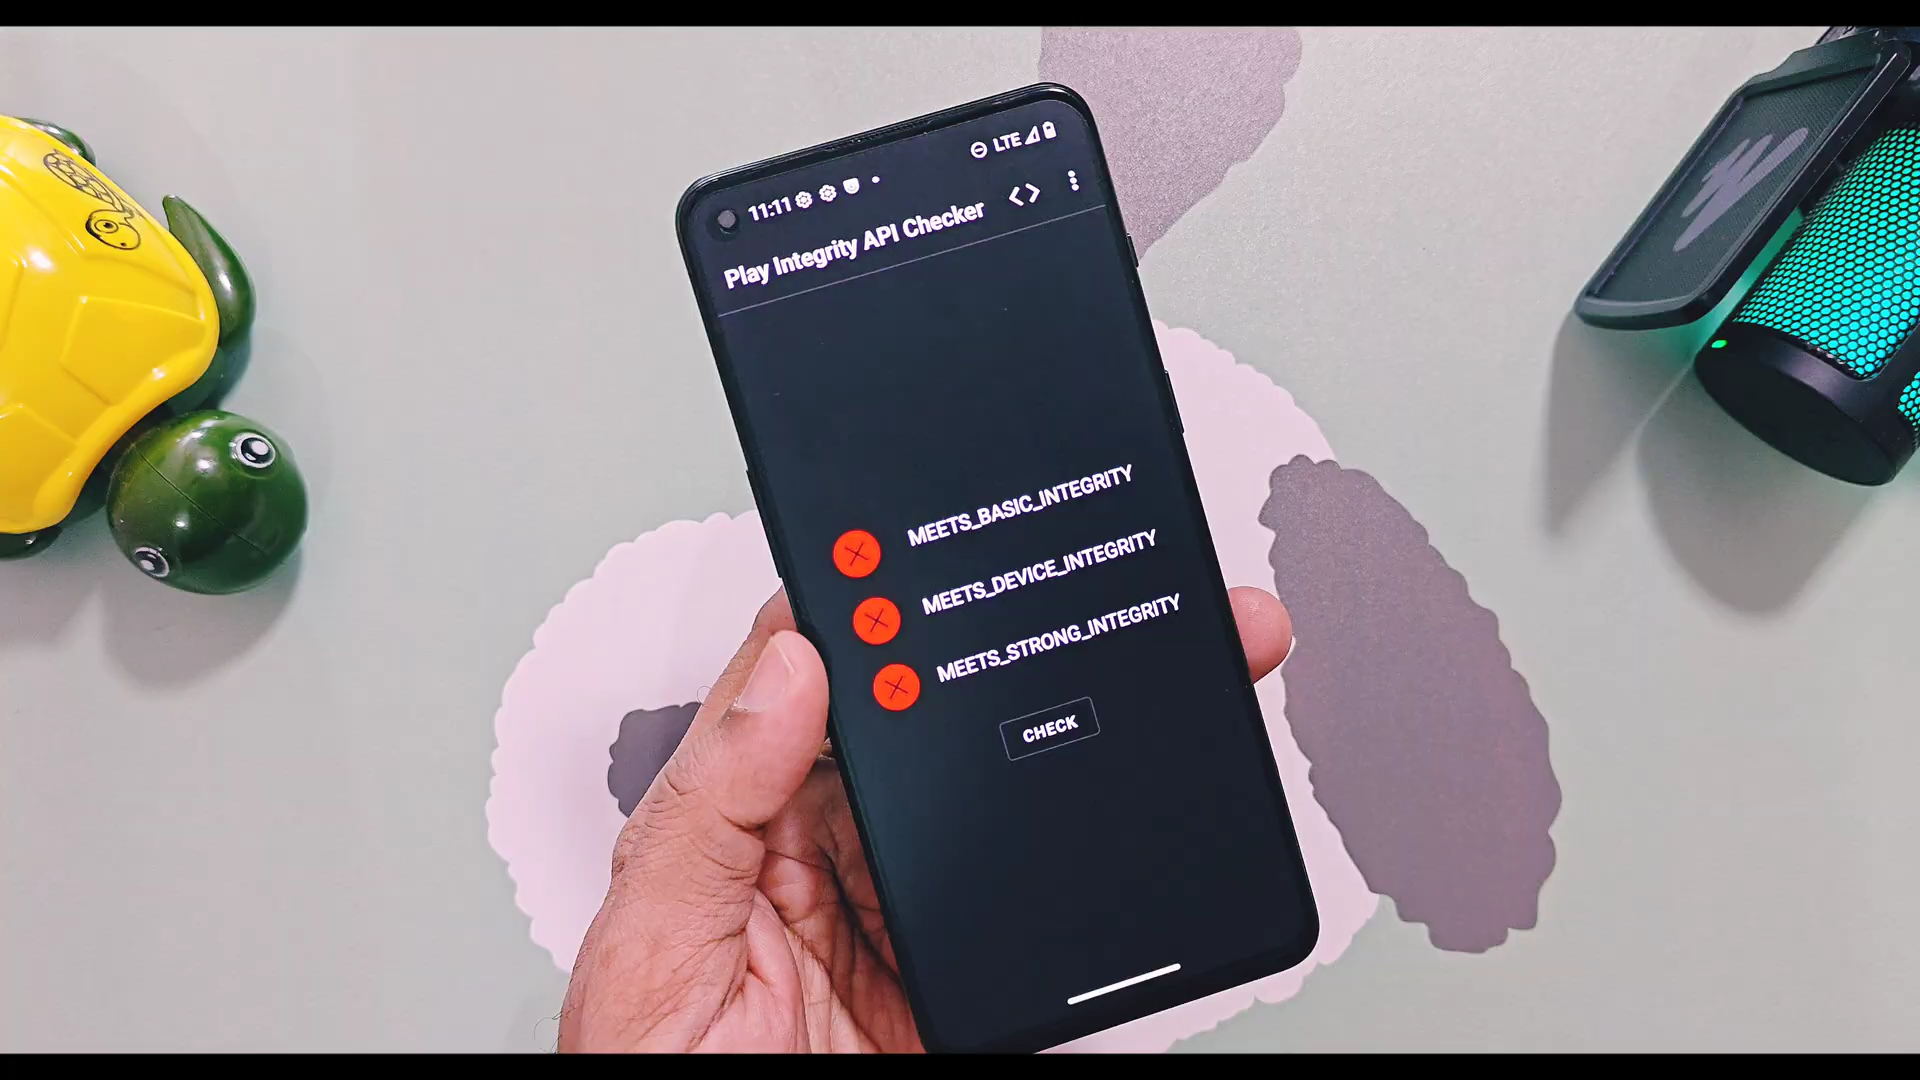 11:11
LTE
Play Integrity API Checker
MEETS_BASIC_INTEGRITY
MEETS_DEVICE_INTEGRITY
MEETS_STRONG_INTEGRITY
CHECK